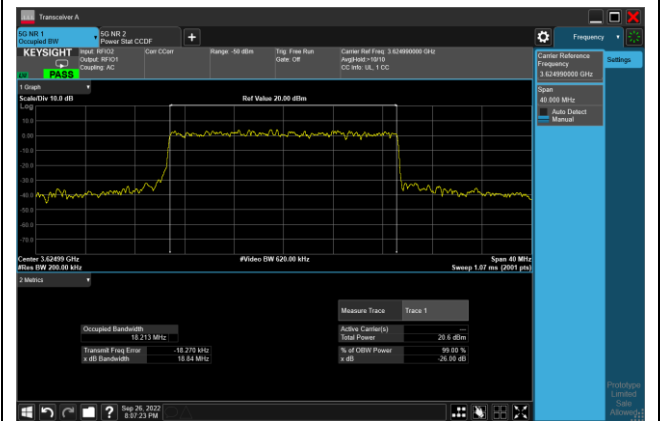 Transceiver A
5G NR 1
Occupied BW
5G NR 2
Power Stat CCDF
Frequency
KEYSIGHT
Input: RFIO2
Output: RFIO1
Coupling: AC
Corr CCorr
Range: -50 dBm
Trig: Free Run
Gate: Off
Carrier Ref Freq: 3.624990000 GHz
Avg|Hold:>10/10
CC Info: UL, 1 CC
PASS
Carrier Reference
Frequency
3.624990000 GHz
Settings
Span
40.000 MHz
Auto Detect
Manual
1 Graph
Scale/Div 10.0 dB
Ref Value 20.00 dBm
Log
10.0
0.00
-10.0
-20.0
-30.0
-40.0
-50.0
-60.0
-70.0
Center 3.62499 GHz
#Video BW 620.00 kHz
Span 40 MHz
#Res BW 200.00 kHz
Sweep 1.07 ms (2001 pts)
2 Metrics
Measure Trace
Trace 1
Occupied Bandwidth
18.213 MHz
Active Carrier(s)
---
Total Power
20.6 dBm
Transmit Freq Error
-18.270 kHz
x dB Bandwidth
18.84 MHz
% of OBW Power
99.00 %
x dB
-26.00 dB
Sep 26, 2022
8:07:23 PM
Prototype
Limited
Sale
Allowed